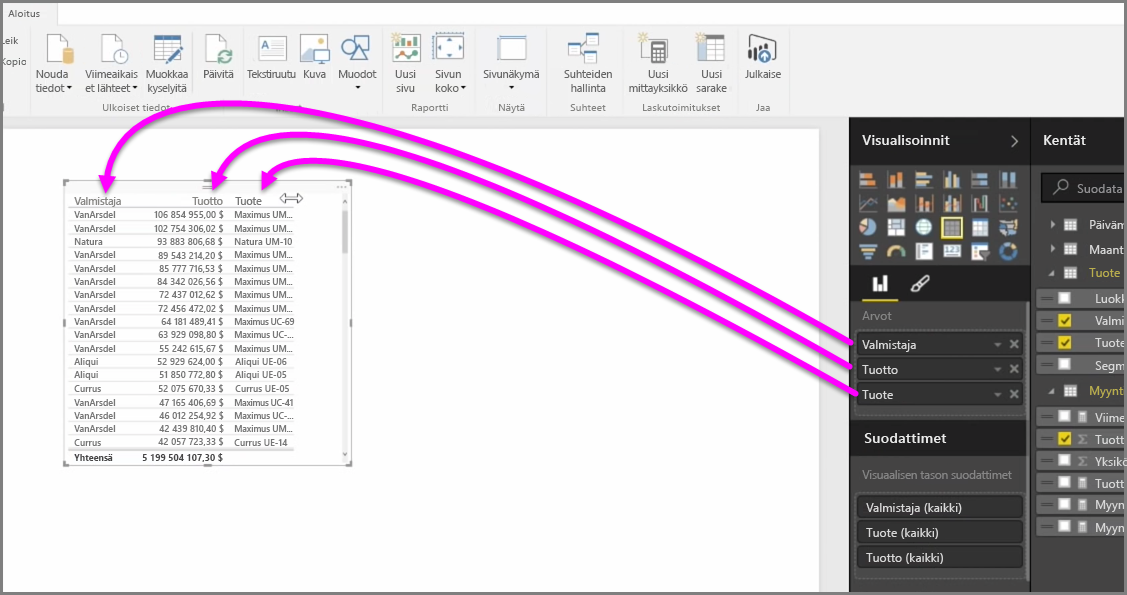 Aloitus
Leik
Kopio
Nouda tiedot
Viimeaikaiset lähteet
Muokkaa kyselyitä
Päivitä
Tekstiruutu
Kuva
Muodot
Uusi sivu
Sivun koko
Sivunäkymä
Suhteiden hallinta
Uusi mittayksikkö
Uusi sarake
Julkaise
Ulkoiset tiedot
Raportti
Näytä
Suhteet
Laskutoimitukset
Jaa
Valmistaja Tuotto Tuote
VanArsdel 106 854 955,00 $ Maximus UM...
VanArsdel 102 754 306,02 $ Maximus UM...
Natura 93 883 806,68 $ Natura UM-10
VanArsdel 89 543 214,20 $ Maximus UM...
VanArsdel 85 777 716,53 $ Maximus UM...
VanArsdel 84 342 026,56 $ Maximus UM...
VanArsdel 72 437 012,62 $ Maximus UM...
VanArsdel 72 456 472,02 $ Maximus UM...
VanArsdel 64 181 489,41 $ Maximus UC-69
VanArsdel 63 929 098,80 $ Maximus UC-...
VanArsdel 55 242 615,67 $ Maximus UM...
Aliqui 52 929 624,00 $ Aliqui UE-06
Aliqui 51 850 772,80 $ Aliqui UE-05
Currus 52 075 670,33 $ Currus UE-05
VanArsdel 47 165 406,69 $ Maximus UC-41
VanArsdel 46 012 254,92 $ Maximus UC-...
VanArsdel 42 439 810,40 $ Maximus UM...
Currus 42 057 723,33 $ Currus UE-14
Yhteensä 5 199 504 107,30 $
Visualisoinnit
Arvot
Valmistaja
Tuotto
Tuote
Suodattimet
Visuaalisen tason suodattimet
Valmistaja (kaikki)
Tuote (kaikki)
Tuotto (kaikki)
Kentät
Suodata
Päiväm
Maant
Tuote
Luokk
Valmi
Tuote
Segm
Myynt
Viime
Tuott
Yksikö
Tuott
Myyn
Myyn